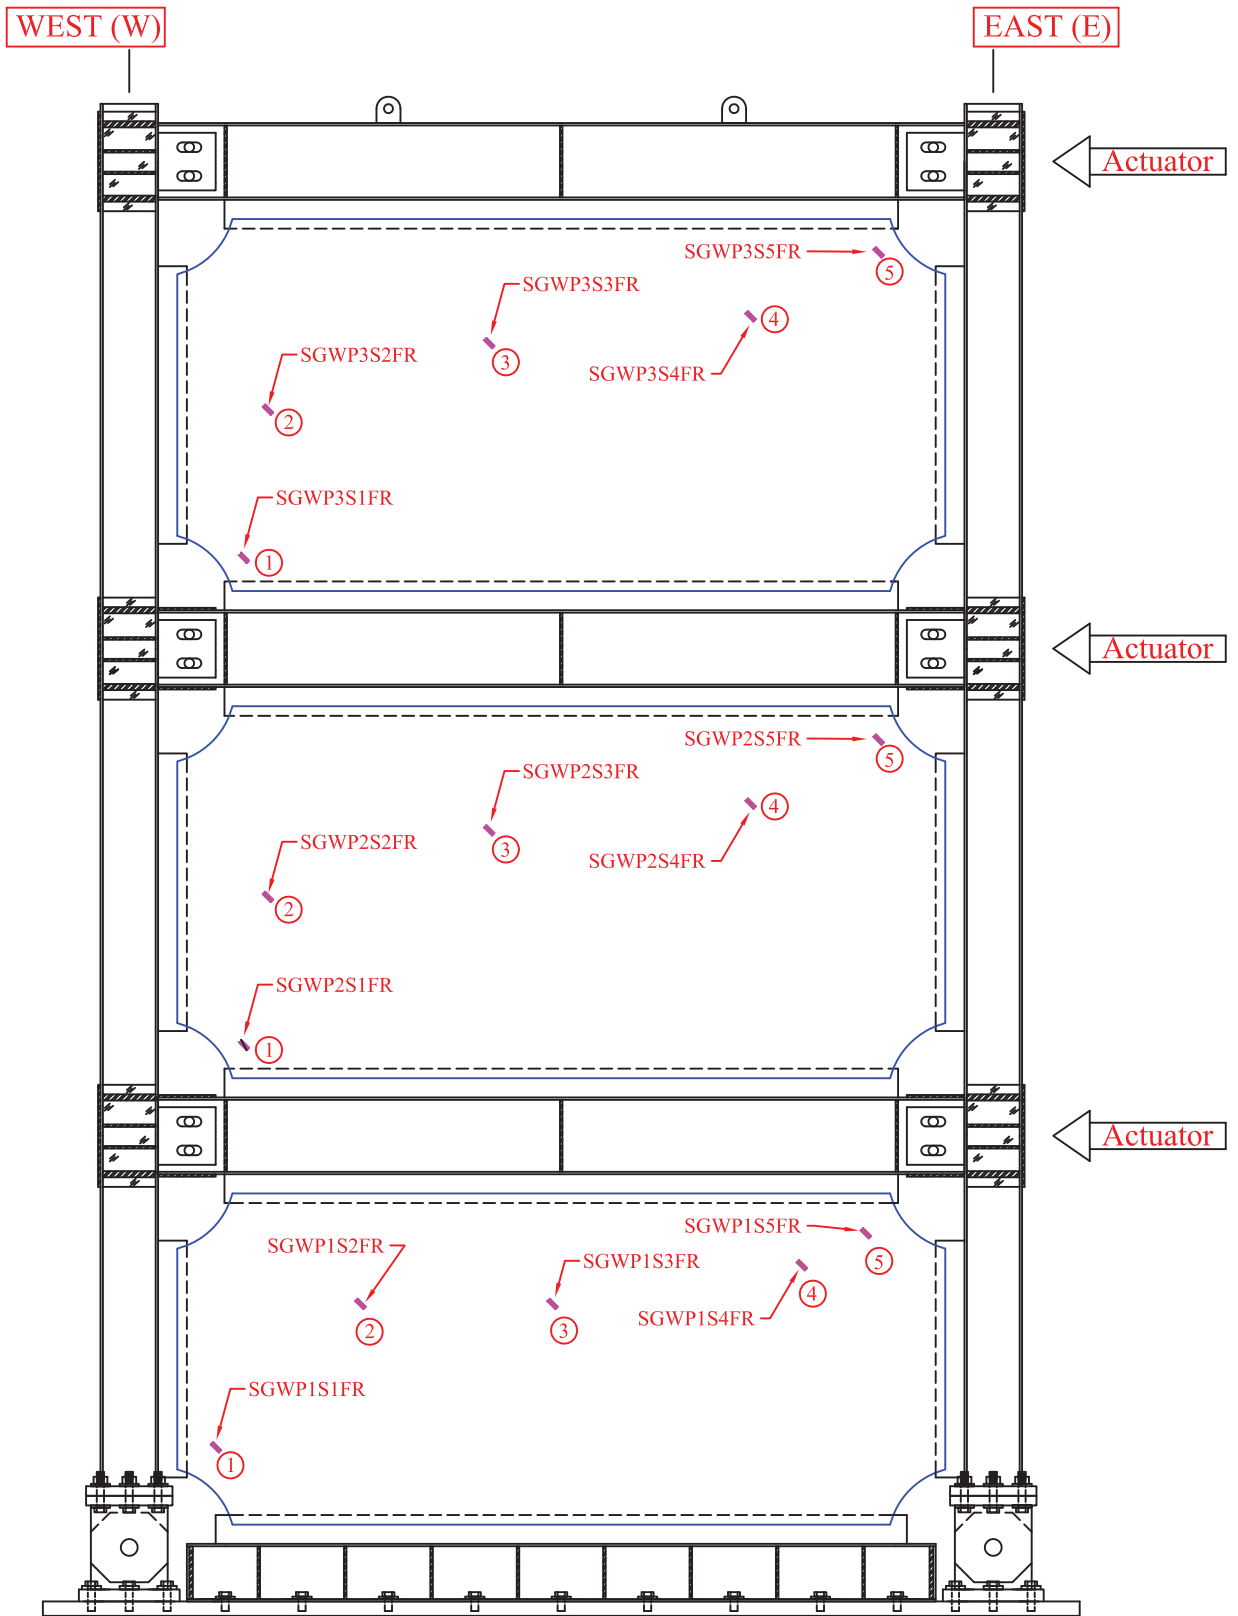 WEST (W)
EAST (E)
Actuator
SGWP3S5FR
5
SGWP3S3FR
3
4
SGWP3S4FR
SGWP3S2FR
2
SGWP3S1FR
1
Actuator
SGWP2S5FR
5
SGWP2S3FR
3
4
SGWP2S4FR
SGWP2S2FR
2
SGWP2S1FR
1
Actuator
SGWP1S5FR
5
SGWP1S2FR
2
SGWP1S3FR
3
4
SGWP1S4FR
SGWP1S1FR
1